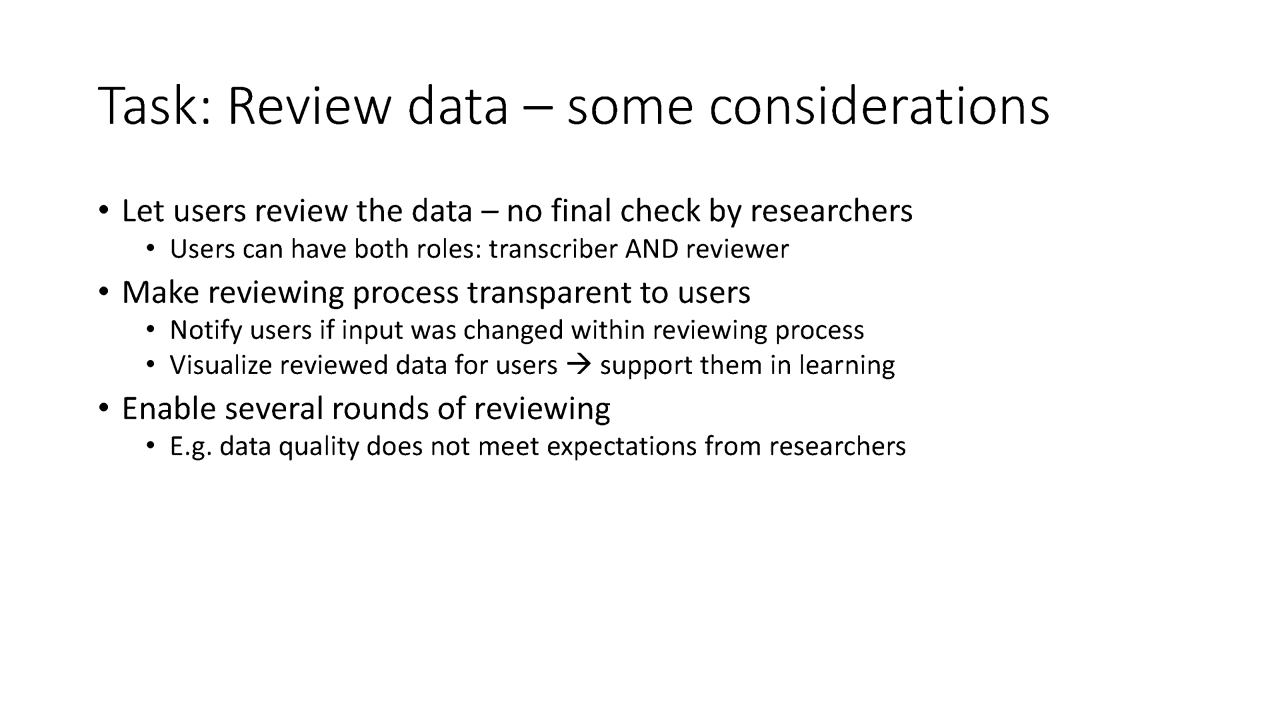 Task: Review data – some considerations
• Let users review the data – no final check by researchers
• Users can have both roles: transcriber AND reviewer
• Make reviewing process transparent to users
• Notify users if input was changed within reviewing process
• Visualize reviewed data for users → support them in learning
• Enable several rounds of reviewing
• E.g. data quality does not meet expectations from researchers